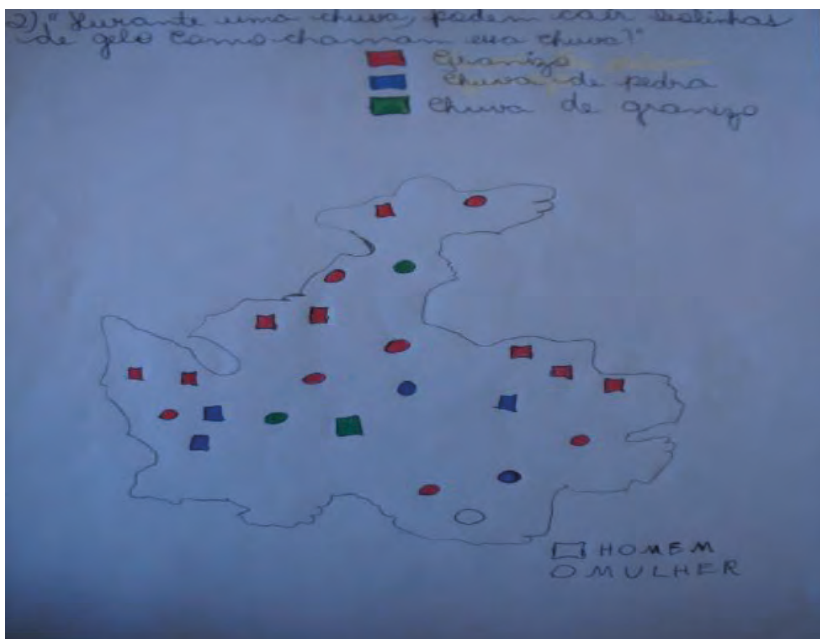 2) "Durante uma chuva, podem cair bolinhas
de gelo como chamam essa chuva?"
Granizo
Chuva de pedra
Chuva de granizo
HOMEM
MULHER